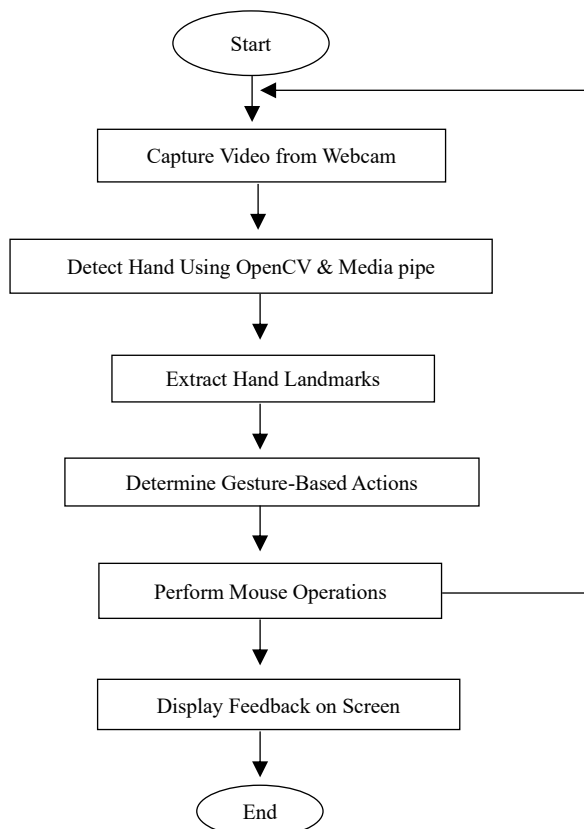 Start
Capture Video from Webcam
Detect Hand Using OpenCV & Media pipe
Extract Hand Landmarks
Determine Gesture-Based Actions
Perform Mouse Operations
Display Feedback on Screen
End